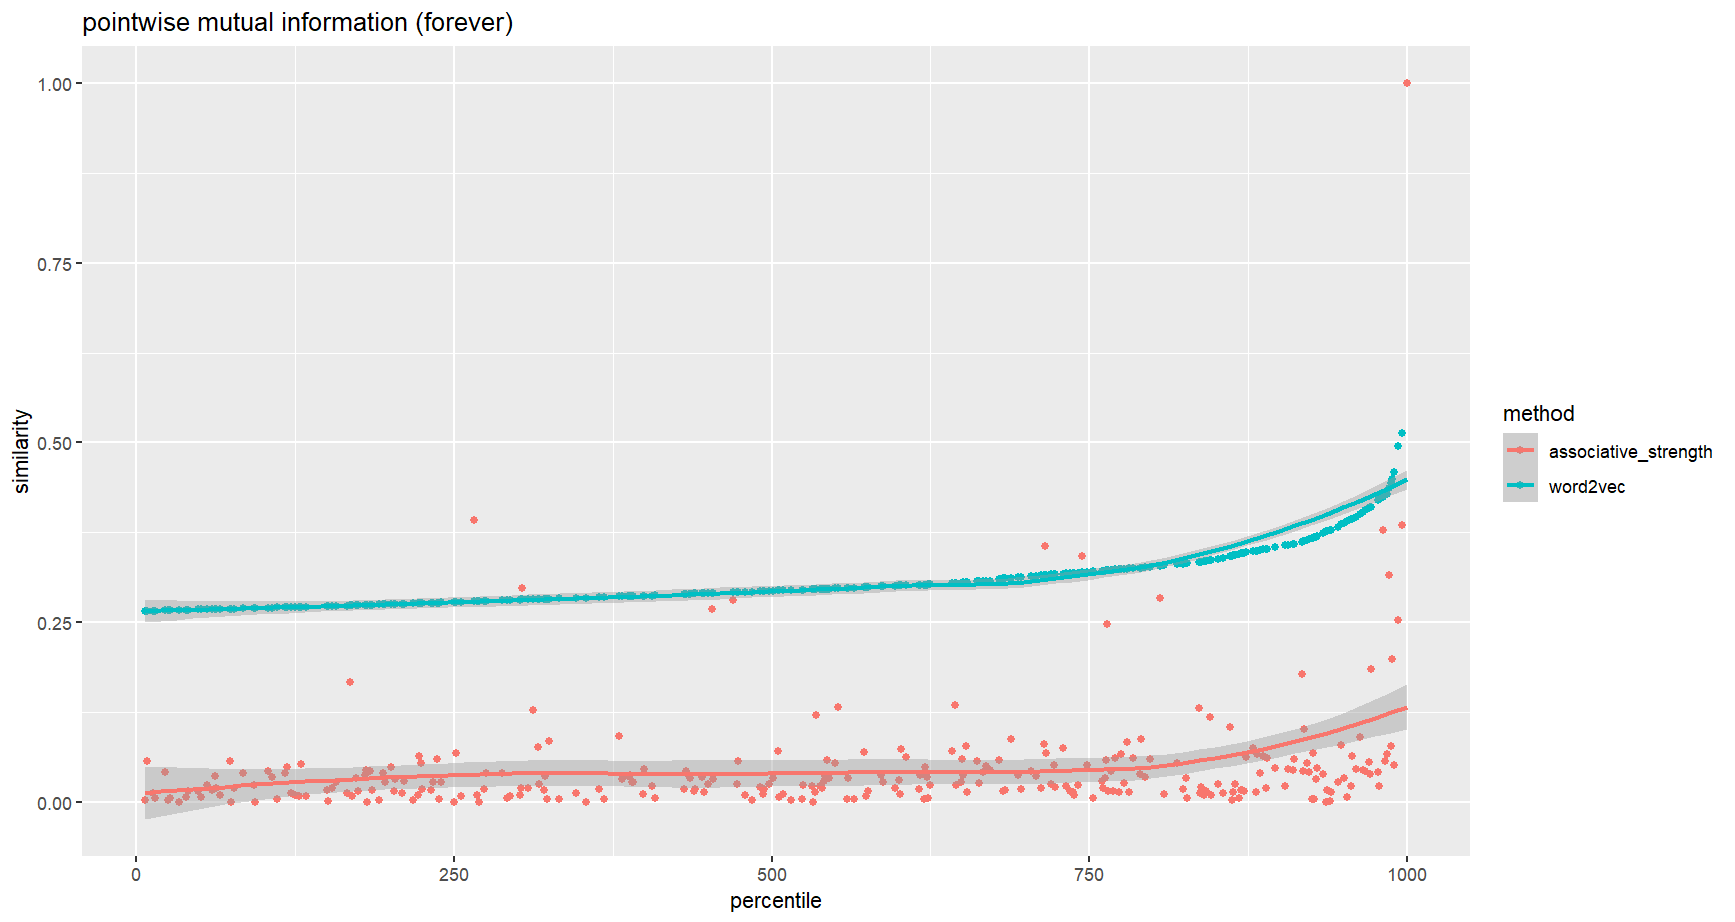 pointwise mutual information (forever)
1.00
0.75
0.50
0.25
0.00
similarity
0 250 500 750 1000
percentile
method
associative_strength
word2vec